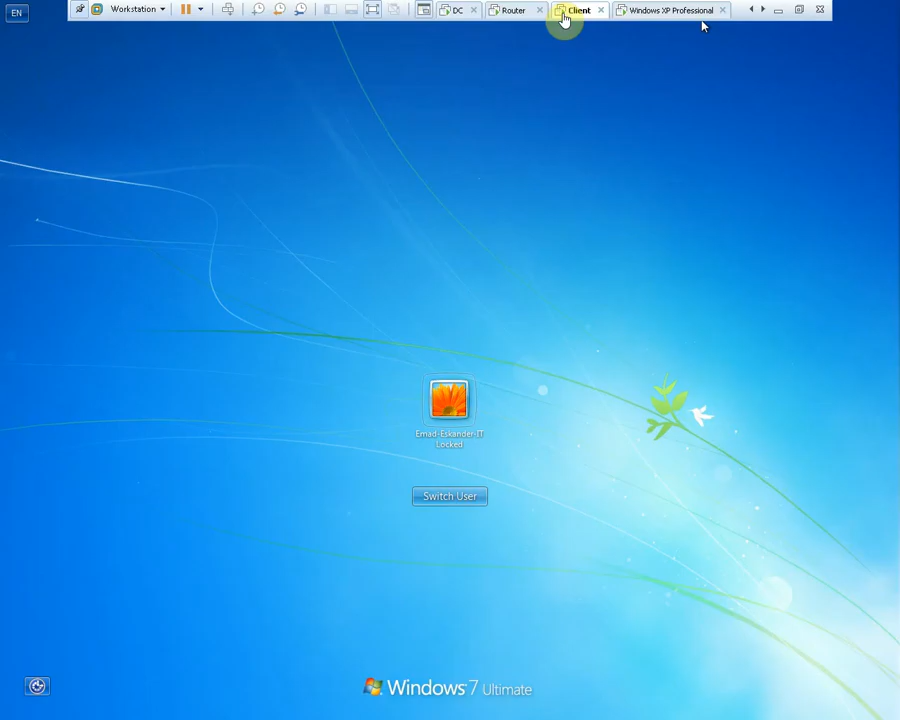 EN
Workstation
DC
Router
Client
Windows XP Professional
Emad-Eskander-IT
Locked
Switch User
Windows 7 Ultimate